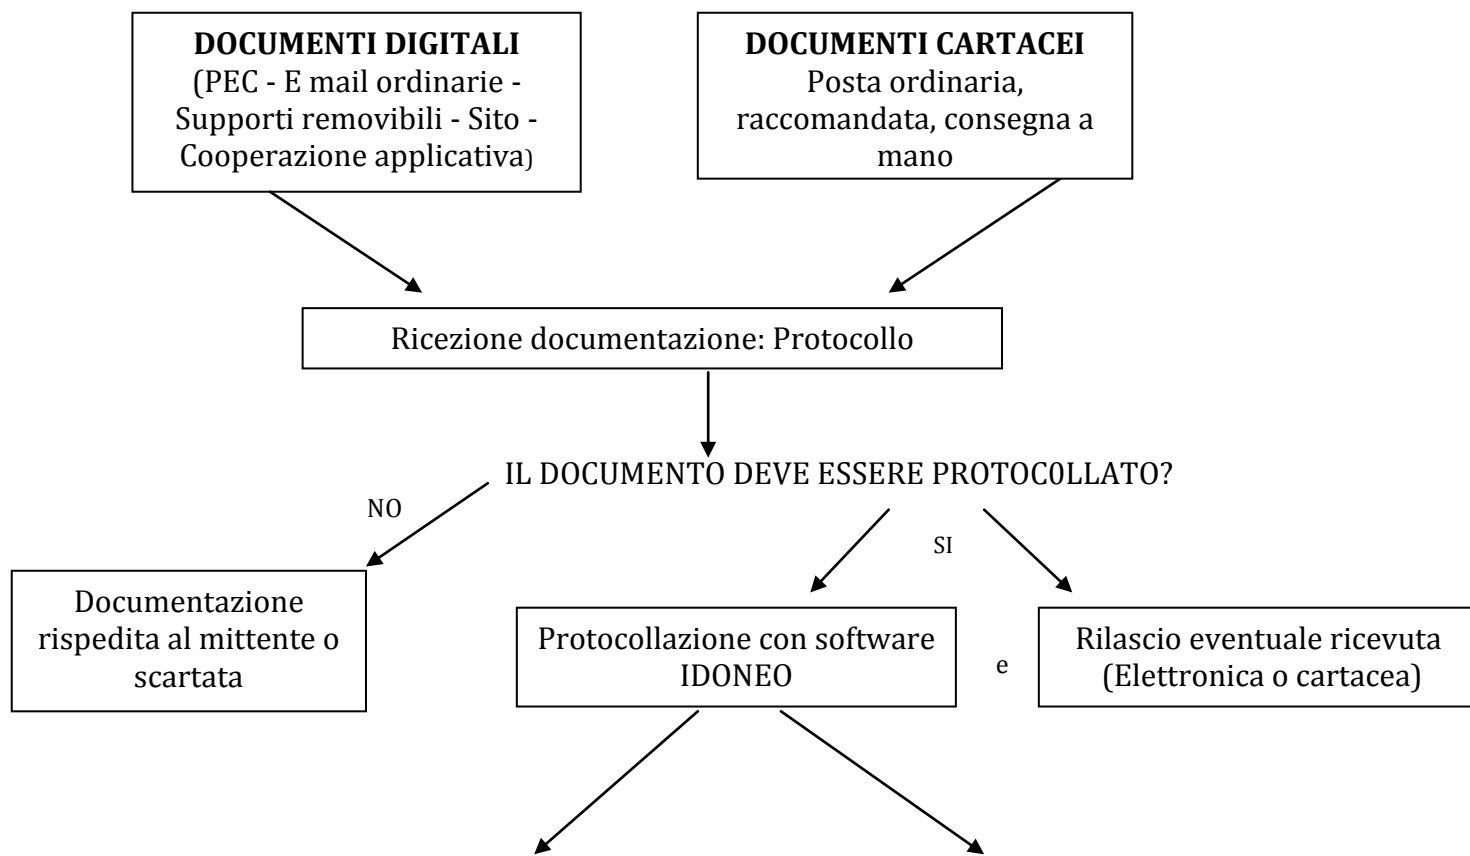 DOCUMENTI DIGITALI
(PEC - E mail ordinarie -
Supporti removibili - Sito -
Cooperazione applicativa)
DOCUMENTI CARTACEI
Posta ordinaria,
raccomandata, consegna a
mano
Ricezione documentazione: Protocollo
IL DOCUMENTO DEVE ESSERE PROTOC0LLATO?
NO
SI
Documentazione
rispedita al mittente o
scartata
Protocollazione con software
IDONEO
e
Rilascio eventuale ricevuta
(Elettronica o cartacea)